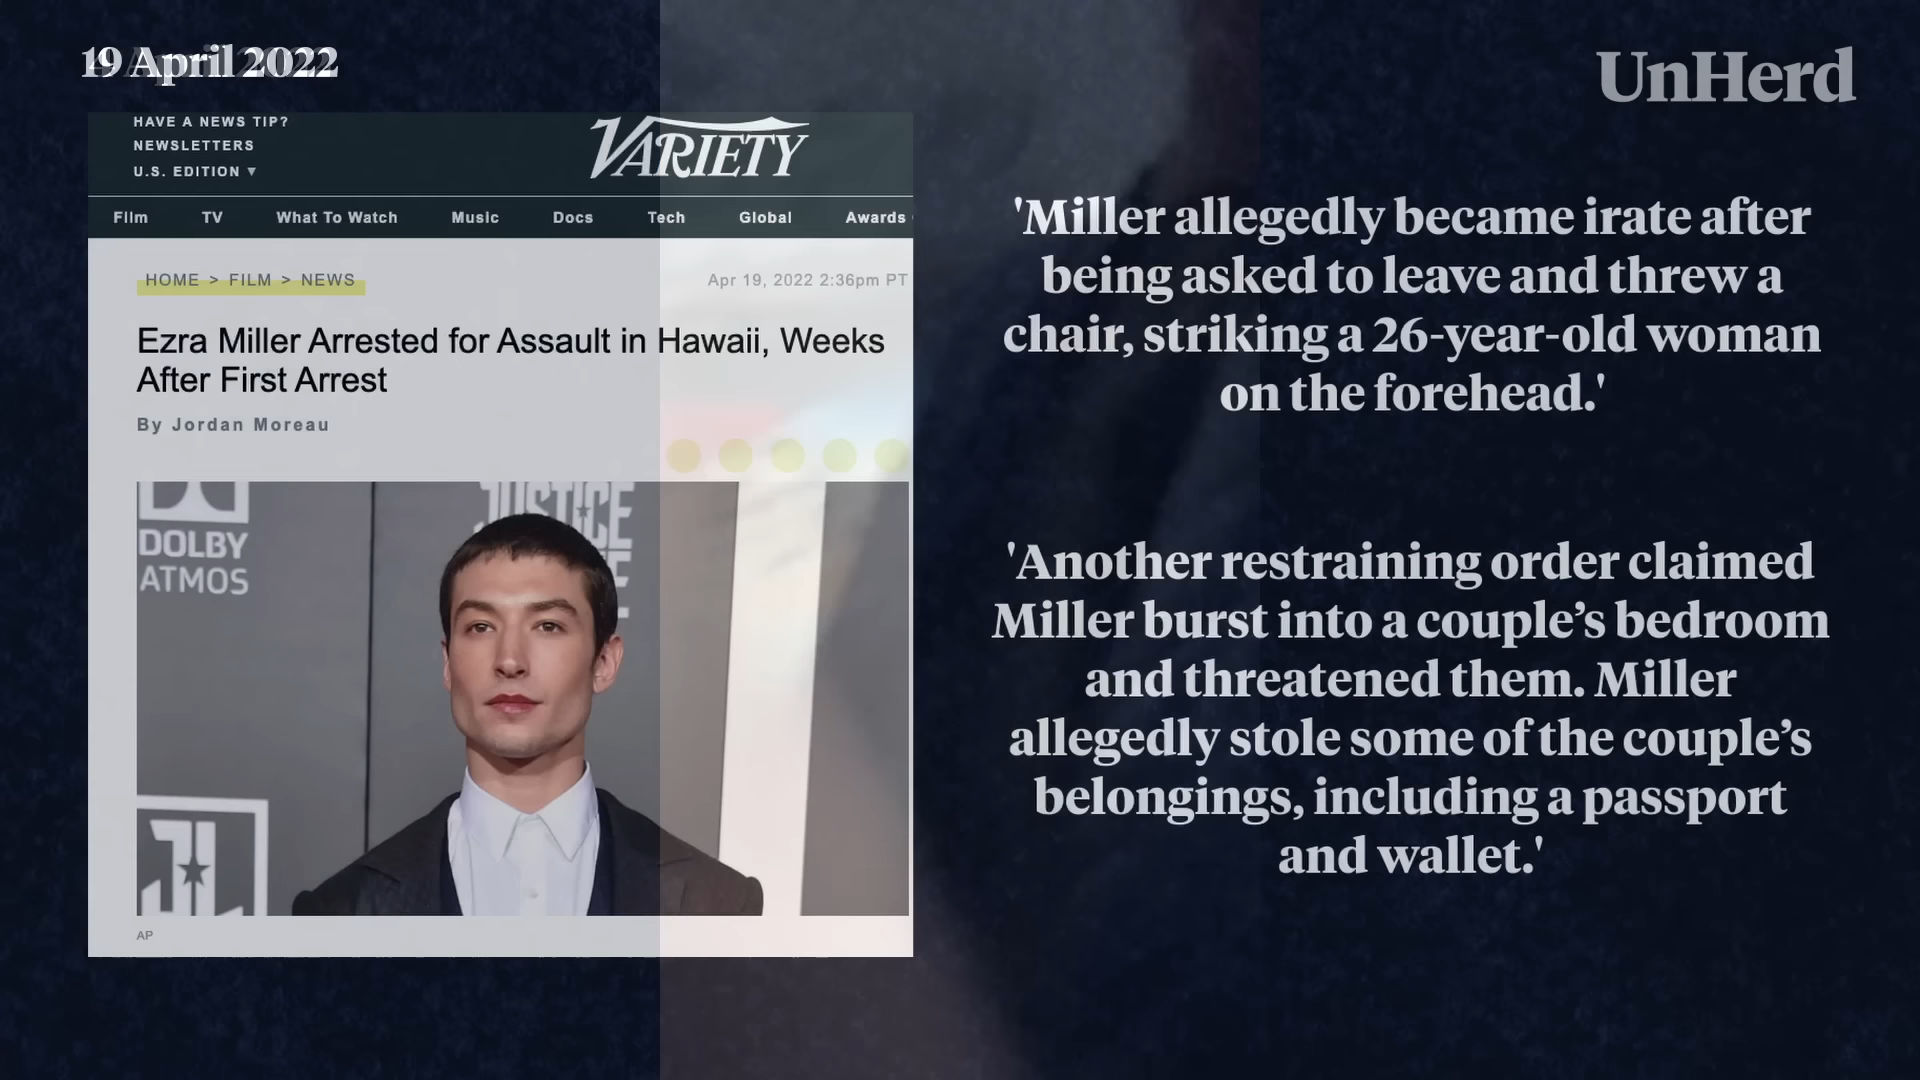 19 April 2022
UnHerd
HAVE A NEWS TIP?
NEWSLETTERS
U.S. EDITION ▼
VARIETY
Film TV What To Watch Music Docs Tech Global Awards
HOME > FILM > NEWS
Apr 19, 2022 2:36pm PT
Ezra Miller Arrested for Assault in Hawaii, Weeks
After First Arrest
By Jordan Moreau
DOLBY
ATMOS
JUSTICE
JL
AP
'Miller allegedly became irate after
being asked to leave and threw a
chair, striking a 26-year-old woman
on the forehead.'
'Another restraining order claimed
Miller burst into a couple’s bedroom
and threatened them. Miller
allegedly stole some of the couple’s
belongings, including a passport
and wallet.'